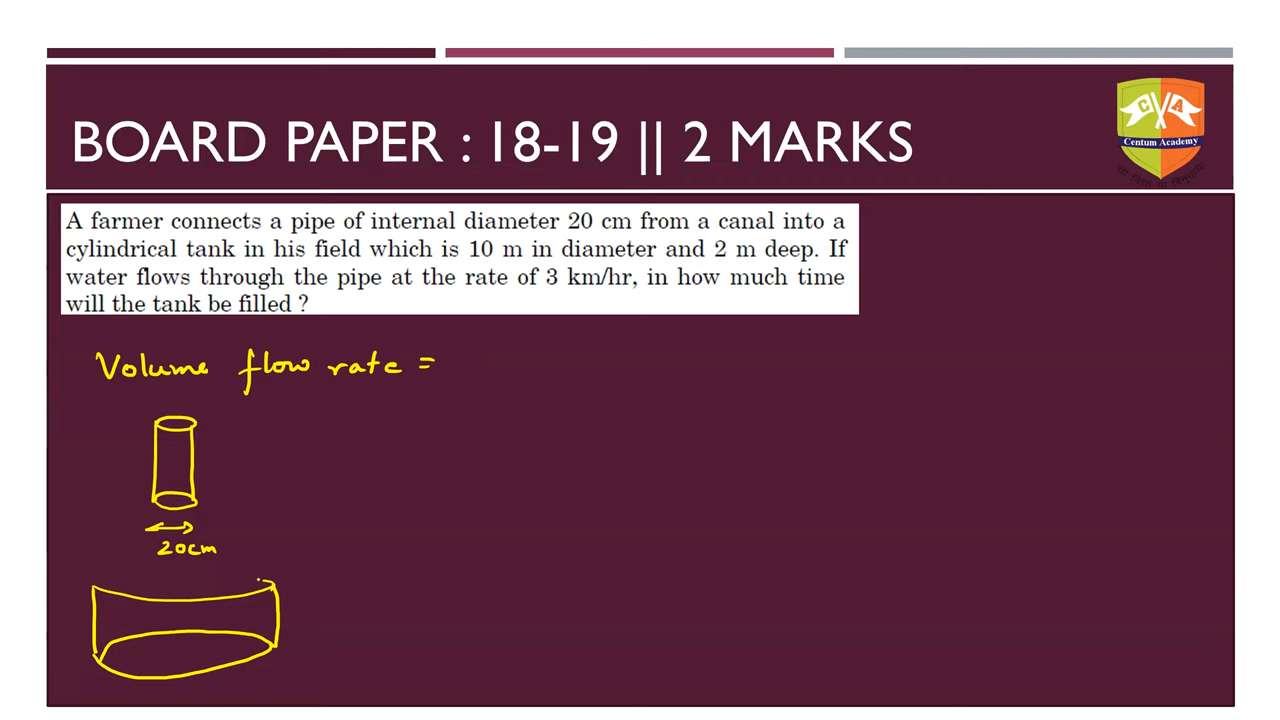 BOARD PAPER : 18-19 || 2 MARKS
C A
Centum Academy
A farmer connects a pipe of internal diameter 20 cm from a canal into a
cylindrical tank in his field which is 10 m in diameter and 2 m deep. If
water flows through the pipe at the rate of 3 km/hr, in how much time
will the tank be filled ?
Volume flow rate =
20cm